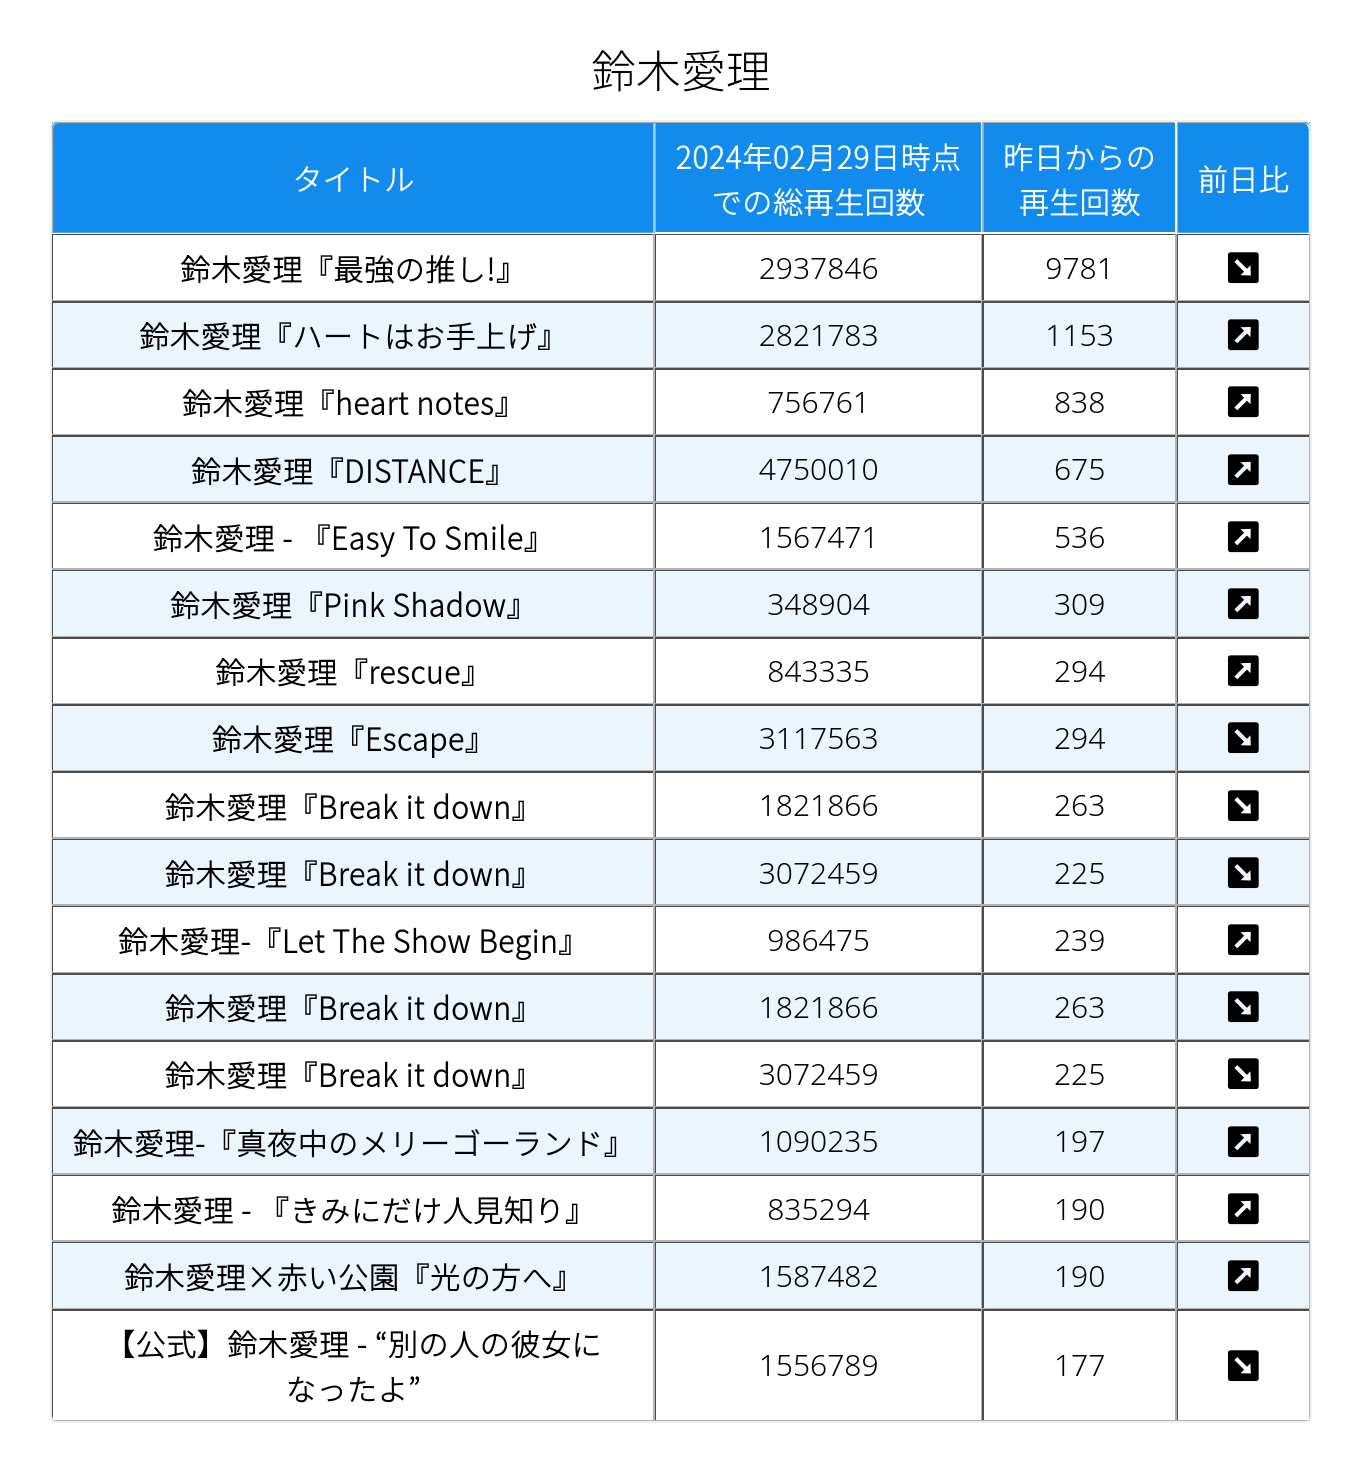 鈴木愛理
タイトル 2024年02月29日時点での総再生回数 昨日からの再生回数 前日比
鈴木愛理『最強の推し!』 2937846 9781 ↘
鈴木愛理『ハートはお手上げ』 2821783 1153 ↗
鈴木愛理『heart notes』 756761 838 ↗
鈴木愛理『DISTANCE』 4750010 675 ↗
鈴木愛理 - 『Easy To Smile』 1567471 536 ↗
鈴木愛理『Pink Shadow』 348904 309 ↗
鈴木愛理『rescue』 843335 294 ↗
鈴木愛理『Escape』 3117563 294 ↘
鈴木愛理『Break it down』 1821866 263 ↘
鈴木愛理『Break it down』 3072459 225 ↘
鈴木愛理-『Let The Show Begin』 986475 239 ↗
鈴木愛理『Break it down』 1821866 263 ↘
鈴木愛理『Break it down』 3072459 225 ↘
鈴木愛理-『真夜中のメリーゴーランド』 1090235 197 ↗
鈴木愛理 - 『きみにだけ人見知り』 835294 190 ↗
鈴木愛理×赤い公園『光の方へ』 1587482 190 ↗
【公式】鈴木愛理 - “別の人の彼女になったよ” 1556789 177 ↘